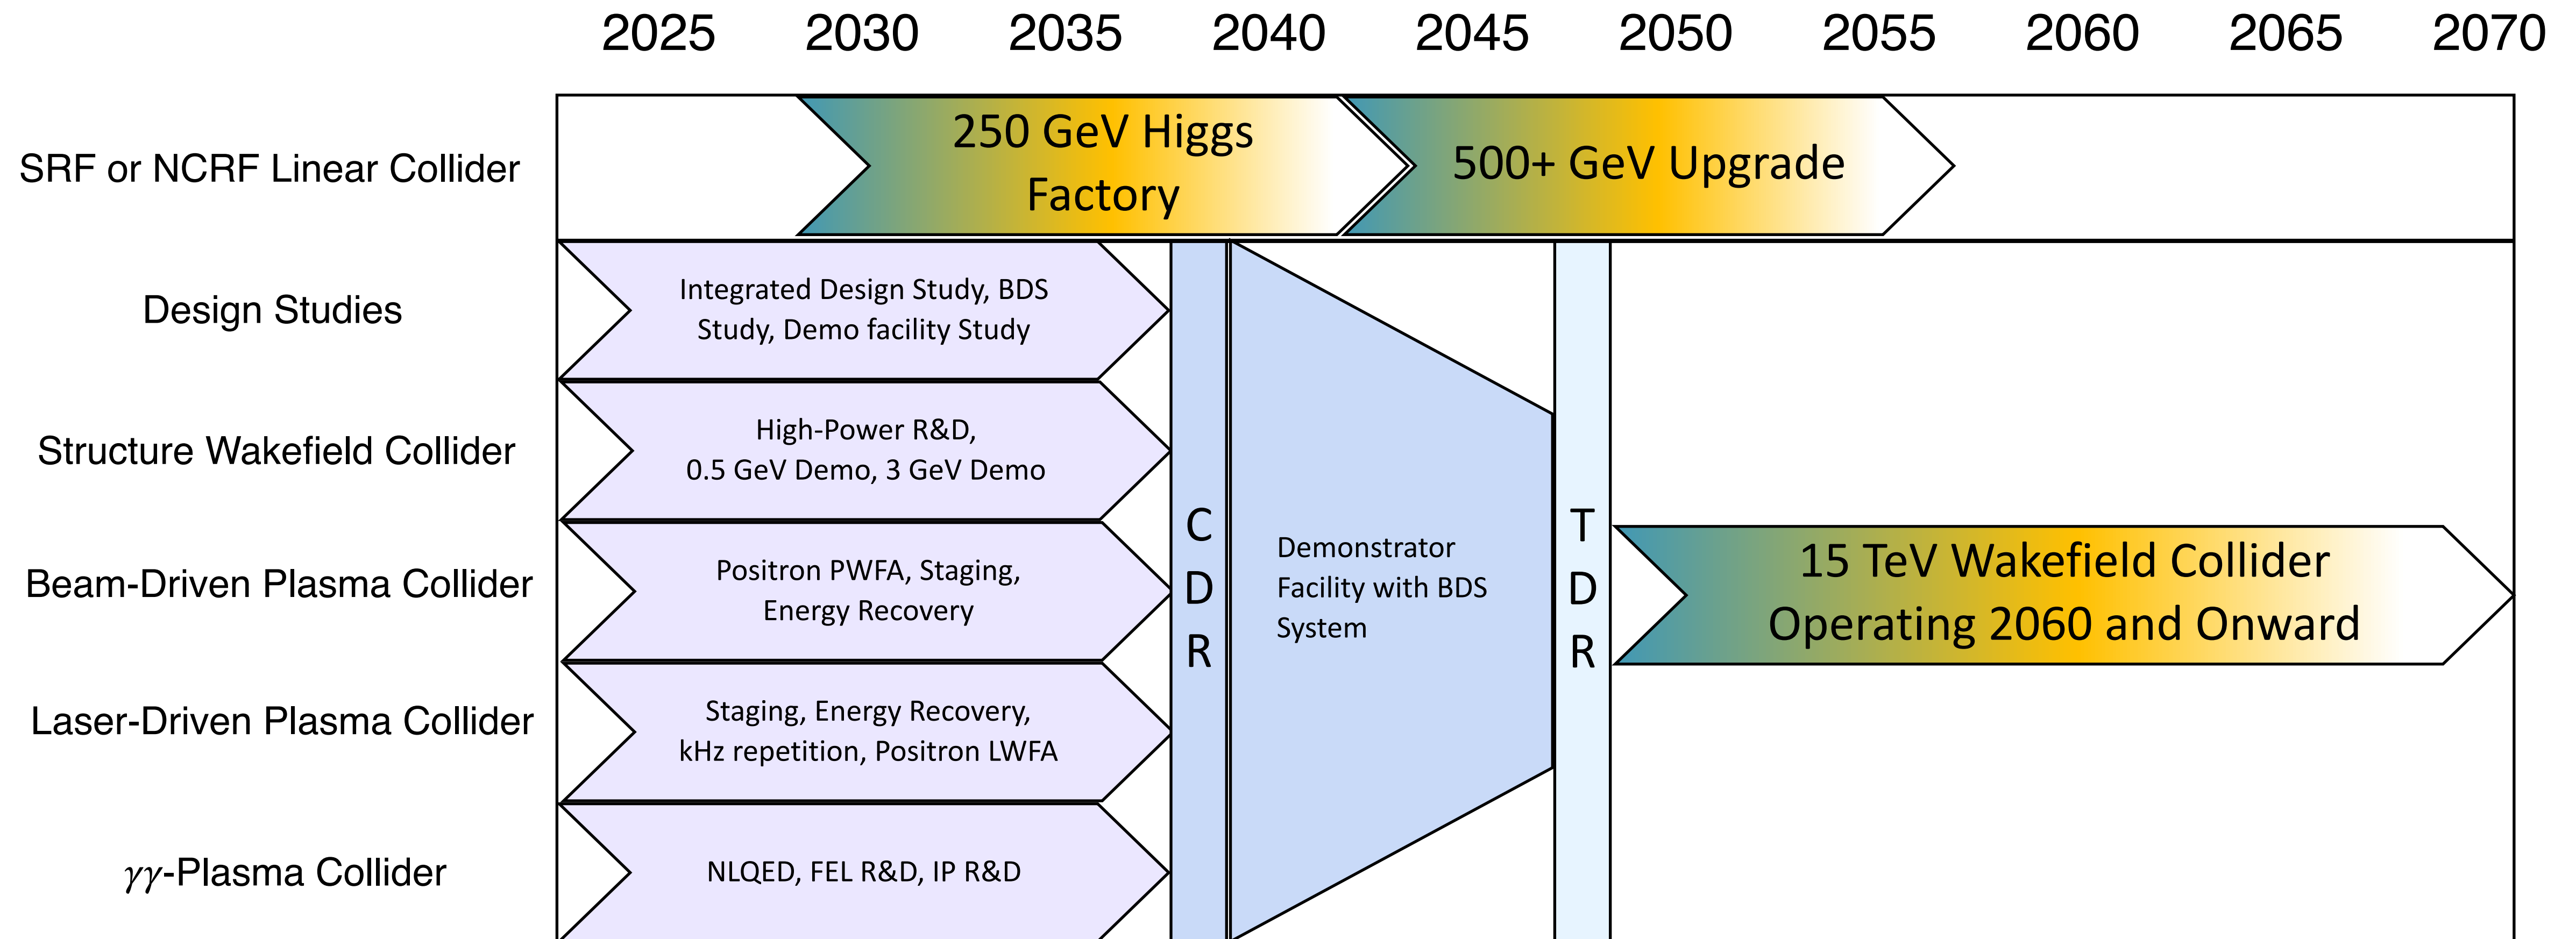 2025 2030 2035 2040 2045 2050 2055 2060 2065 2070
SRF or NCRF Linear Collider
250 GeV Higgs
Factory
500+ GeV Upgrade
Design Studies
Integrated Design Study, BDS
Study, Demo facility Study
Structure Wakefield Collider
High-Power R&D,
0.5 GeV Demo, 3 GeV Demo
Beam-Driven Plasma Collider
Positron PWFA, Staging,
Energy Recovery
Laser-Driven Plasma Collider
Staging, Energy Recovery,
kHz repetition, Positron LWFA
γγ-Plasma Collider
NLQED, FEL R&D, IP R&D
C
D
R
Demonstrator
Facility with BDS
System
T
D
R
15 TeV Wakefield Collider
Operating 2060 and Onward